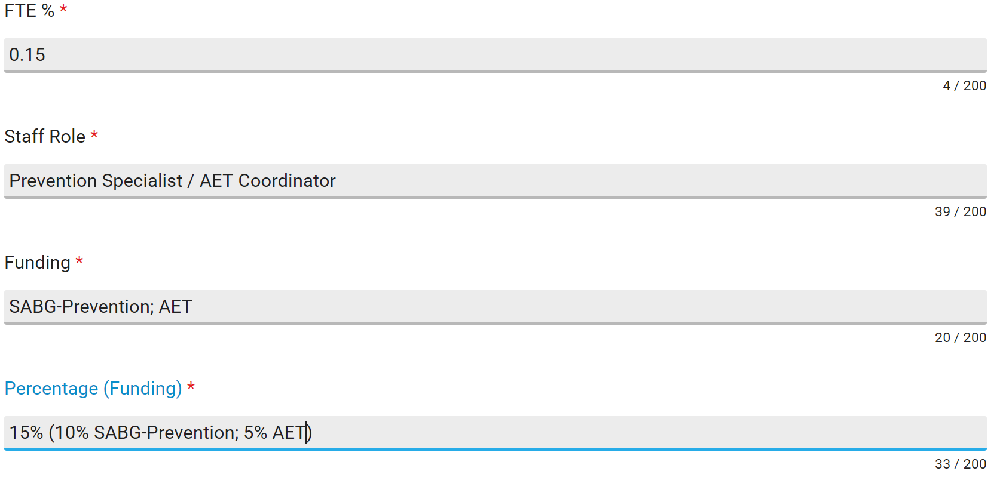 FTE % *
0.15
4 / 200
Staff Role *
Prevention Specialist / AET Coordinator
39 / 200
Funding *
SABG-Prevention; AET
20 / 200
Percentage (Funding) *
15% (10% SABG-Prevention; 5% AET)
33 / 200